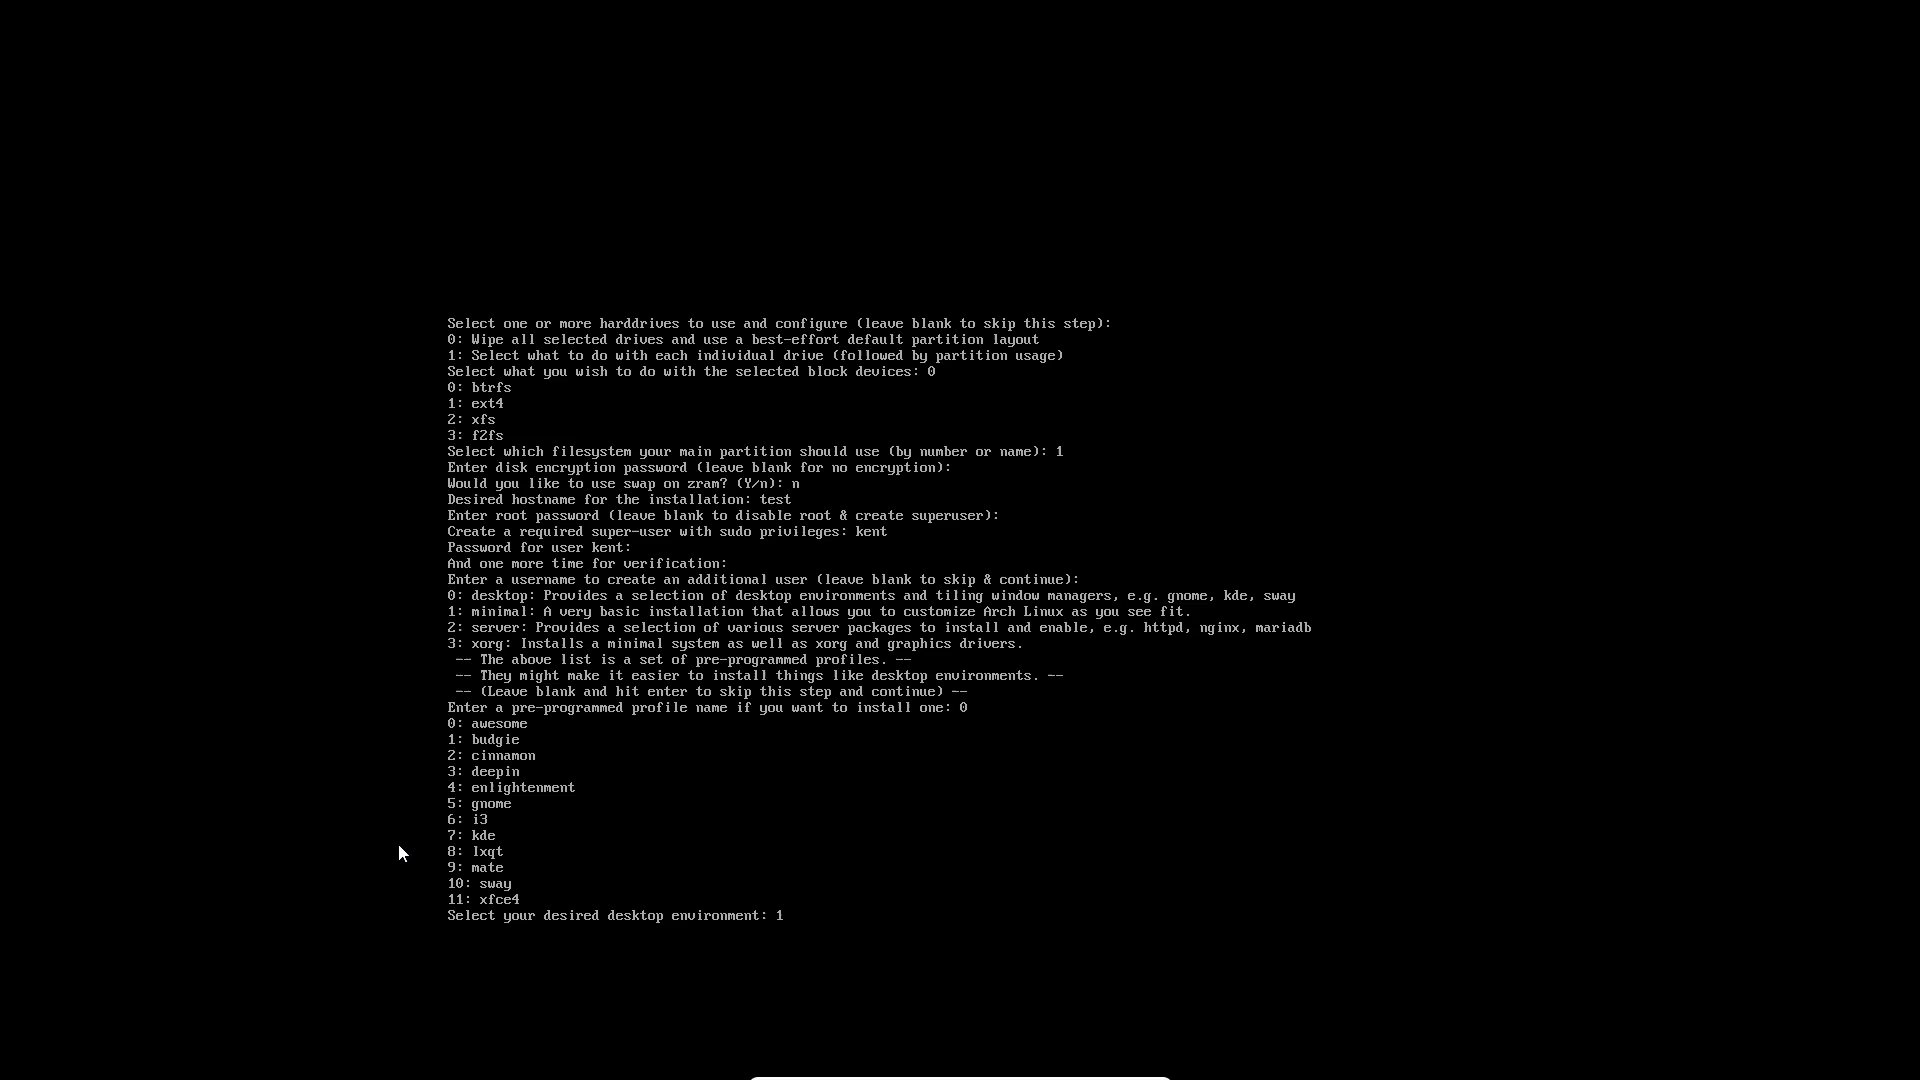 Select one or more harddrives to use and configure (leave blank to skip this step):
0: Wipe all selected drives and use a best-effort default partition layout
1: Select what to do with each individual drive (followed by partition usage)
Select what you wish to do with the selected block devices: 0
0: btrfs
1: ext4
2: xfs
3: f2fs
Select which filesystem your main partition should use (by number or name): 1
Enter disk encryption password (leave blank for no encryption):
Would you like to use swap on zram? (Y/n): n
Desired hostname for the installation: test
Enter root password (leave blank to disable root & create superuser):
Create a required super-user with sudo privileges: kent
Password for user kent:
And one more time for verification:
Enter a username to create an additional user (leave blank to skip & continue):
0: desktop: Provides a selection of desktop environments and tiling window managers, e.g. gnome, kde, sway
1: minimal: A very basic installation that allows you to customize Arch Linux as you see fit.
2: server: Provides a selection of various server packages to install and enable, e.g. httpd, nginx, mariadb
3: xorg: Installs a minimal system as well as xorg and graphics drivers.
-- The above list is a set of pre-programmed profiles. --
-- They might make it easier to install things like desktop environments. --
-- (Leave blank and hit enter to skip this step and continue) --
Enter a pre-programmed profile name if you want to install one: 0
0: awesome
1: budgie
2: cinnamon
3: deepin
4: enlightenment
5: gnome
6: i3
7: kde
8: lxqt
9: mate
10: sway
11: xfce4
Select your desired desktop environment: 1